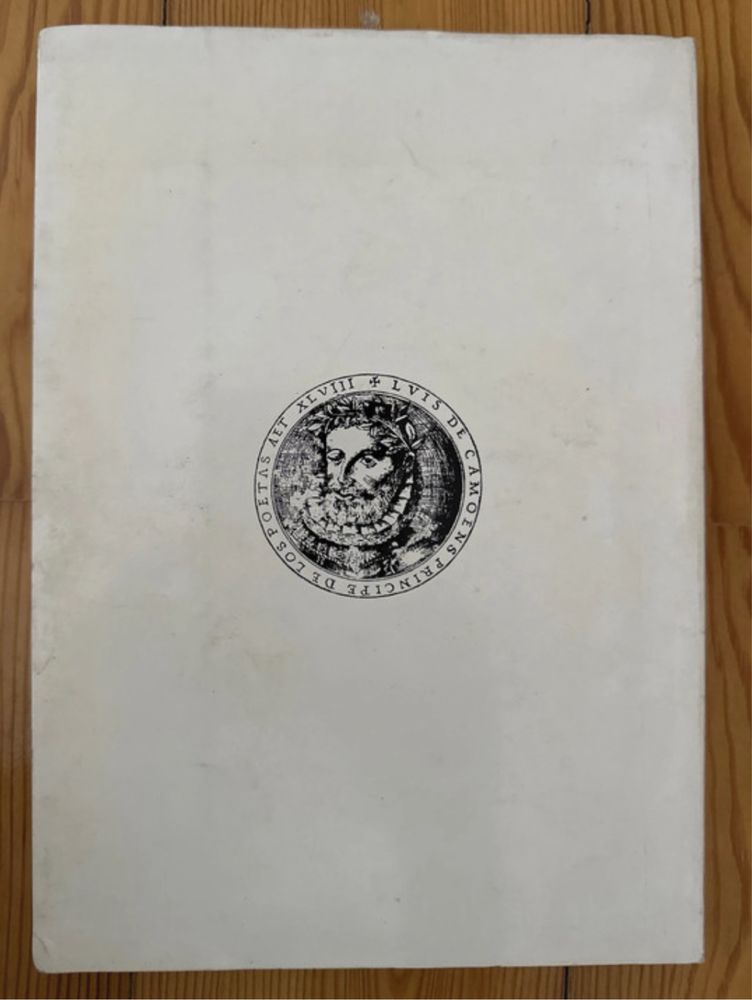 ✠ LVIS DE CAMOENS PRINCIPE DE LOS POETAS AET XLVIII